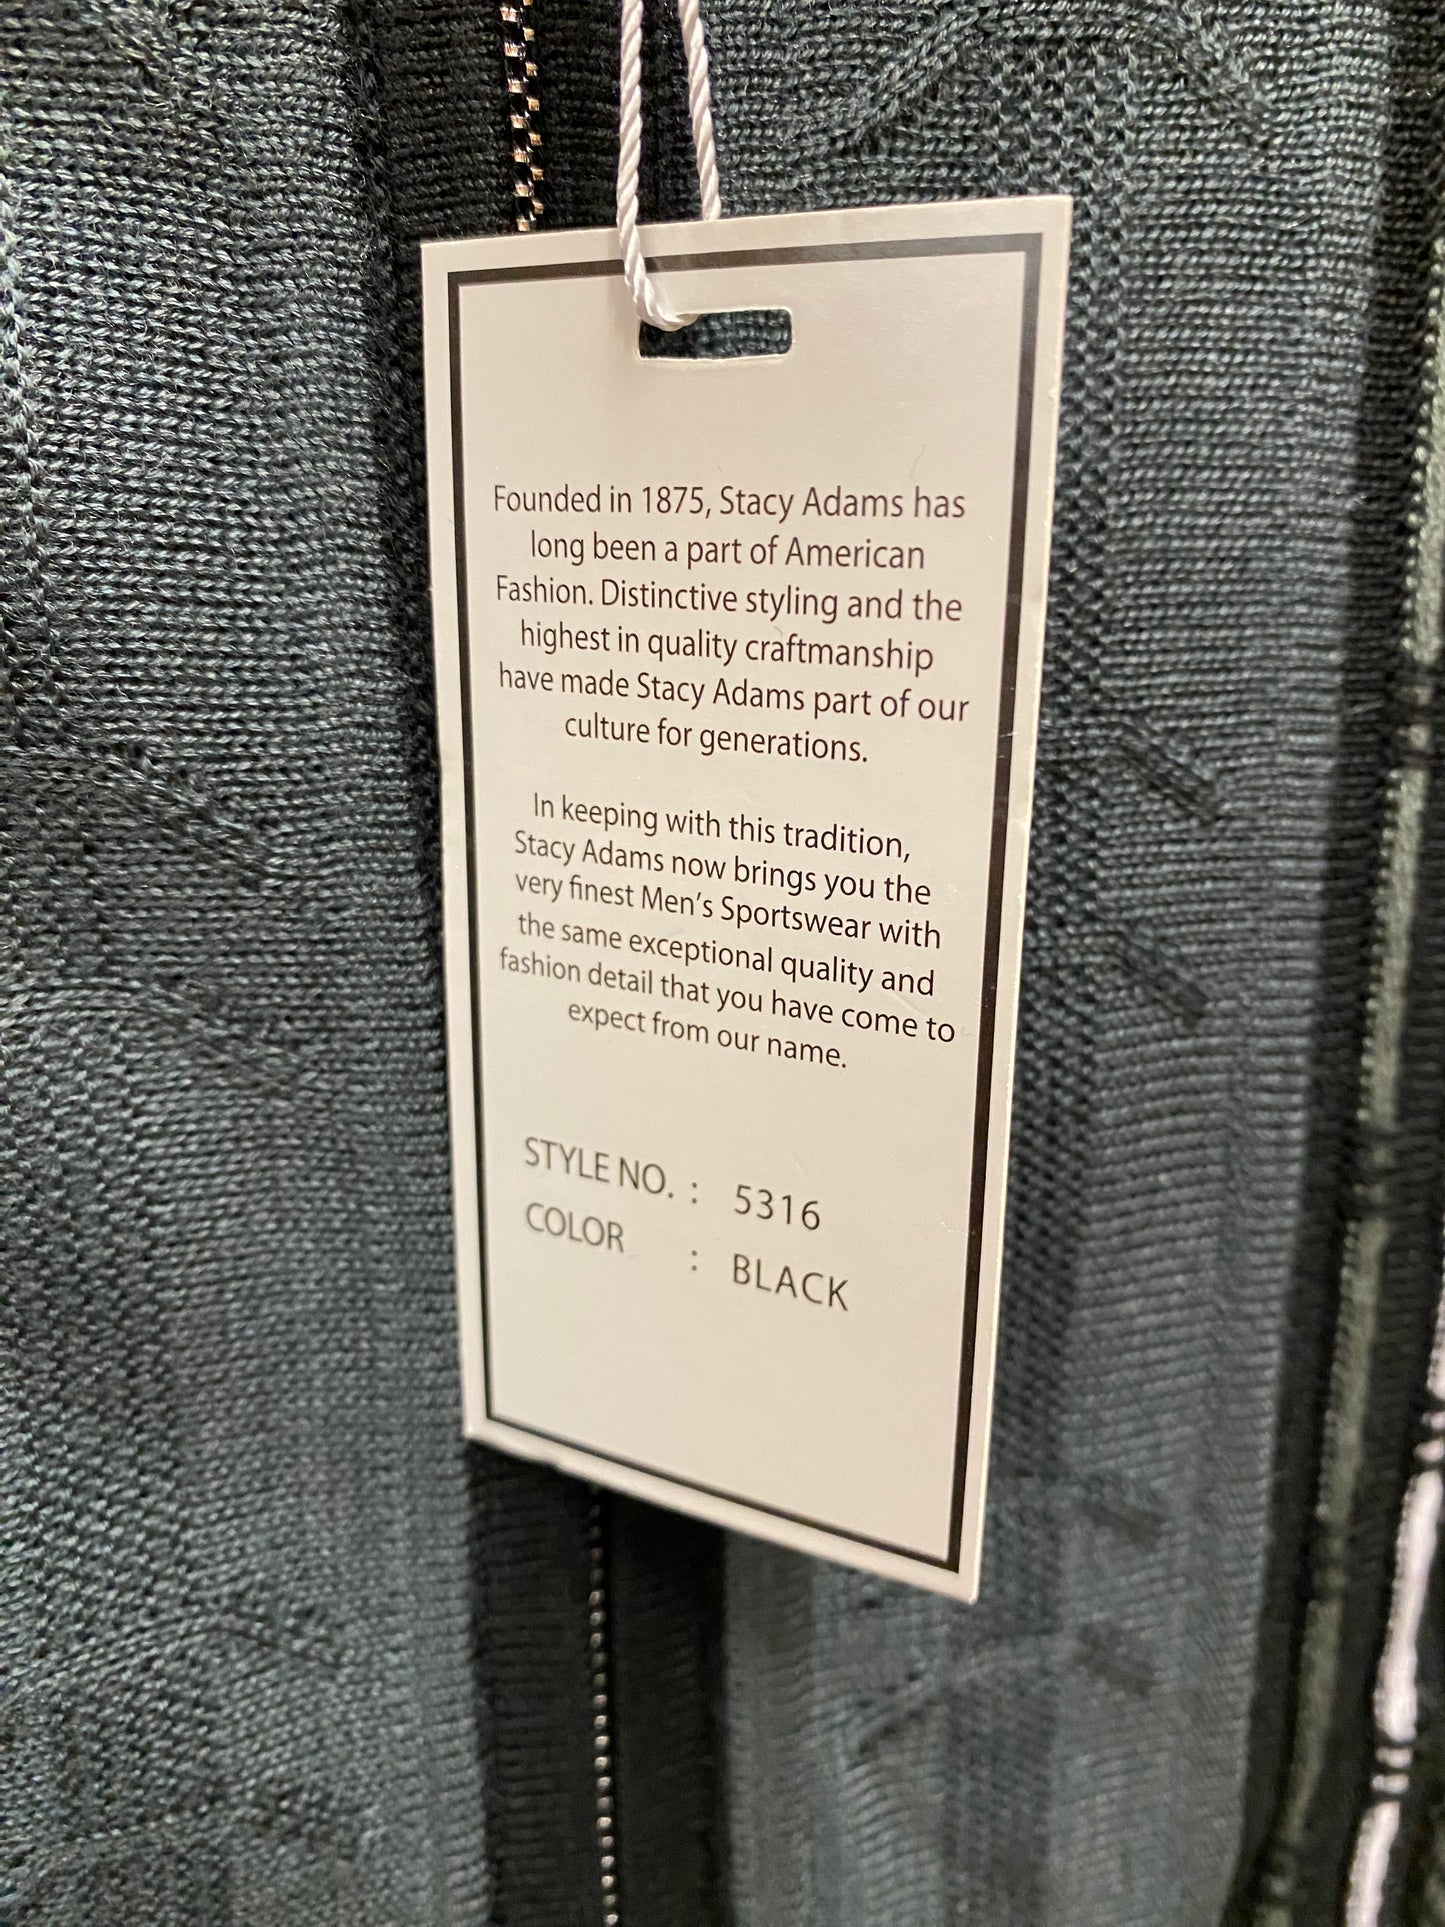 Founded in 1875, Stacy Adams has
long been a part of American
Fashion. Distinctive styling and the
highest in quality craftmanship
have made Stacy Adams part of our
culture for generations.
In keeping with this tradition,
Stacy Adams now brings you the
very finest Men's Sportswear with
the same exceptional quality and
fashion detail that you have come to
expect from our name.
STYLE NO. : 5316
COLOR : BLACK